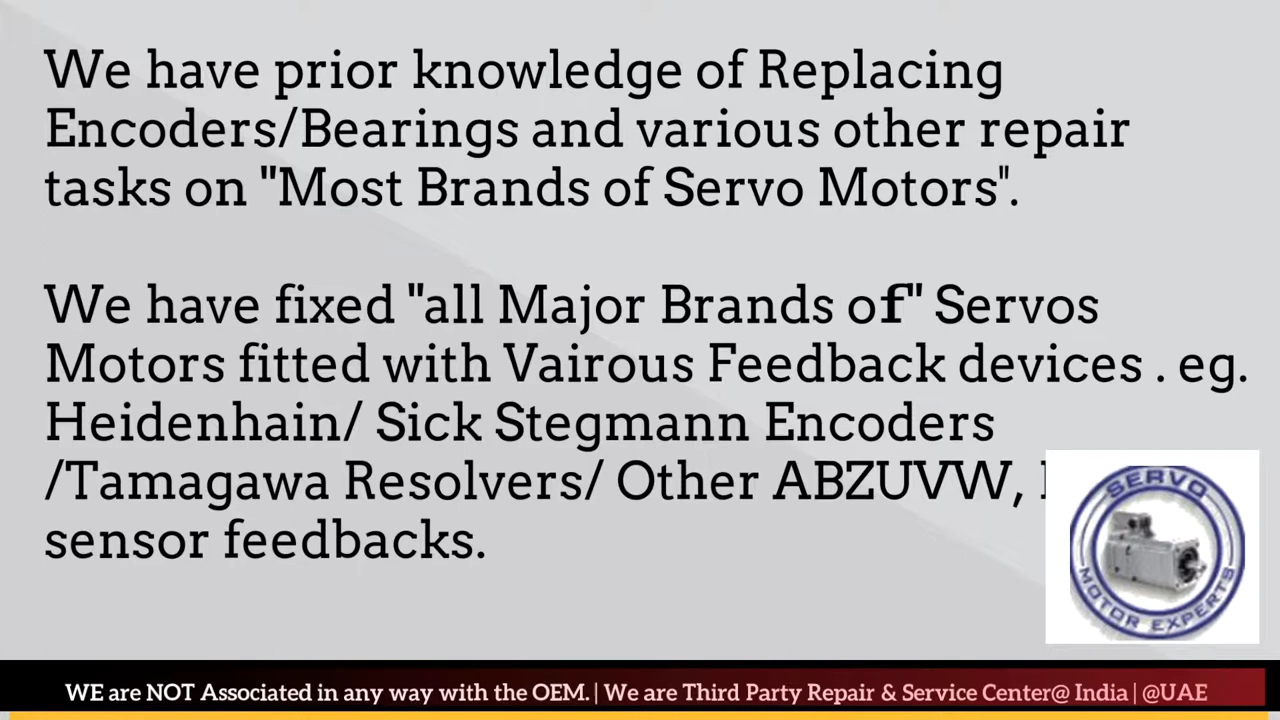 We have prior knowledge of Replacing
Encoders/Bearings and various other repair
tasks on "Most Brands of Servo Motors".
We have fixed "all Major Brands of" Servos
Motors fitted with Vairous Feedback devices . eg.
Heidenhain/ Sick Stegmann Encoders
/Tamagawa Resolvers/ Other ABZUVW,
sensor feedbacks.
SERVO
MOTOR EXPERTS
WE are NOT Associated in any way with the OEM. | We are Third Party Repair & Service Center@ India | @UAE